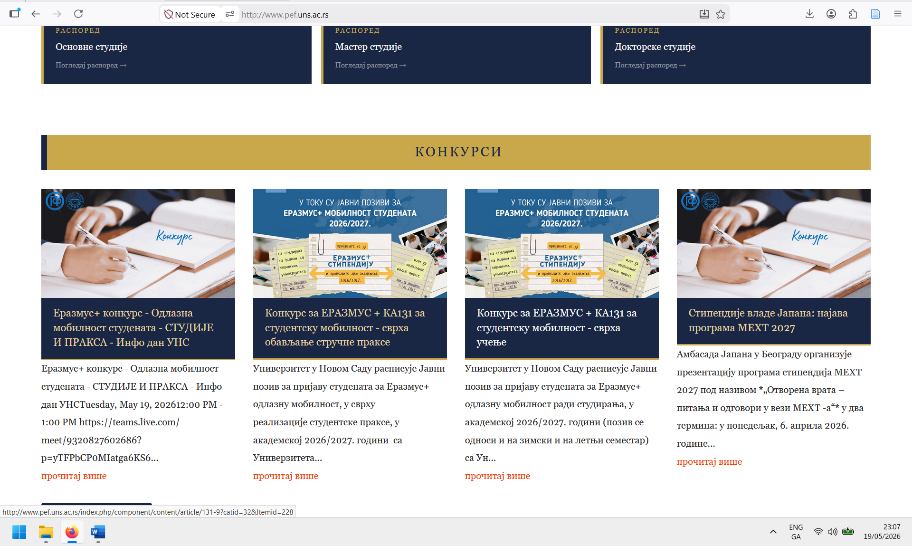 Not Secure
http://www.pef.uns.ac.rs
РАСПОРЕД
Основне студије
Погледај распоред →
РАСПОРЕД
Мастер студије
Погледај распоред →
РАСПОРЕД
Докторске студије
Погледај распоред →
КОНКУРСИ
Конкурс
Еразмус+ конкурс - Одлазна
мобилност студената - СТУДИЈЕ
И ПРАКСА - Инфо дан УНС
Еразмус+ конкурс - Одлазна мобилност
студената - СТУДИЈЕ И ПРАКСА - Инфо
дан УНСTuesday, May 19, 202612:00 PM -
1:00 PM https://teams.live.com/
meet/9320827602686?
p=yTFPbCP0MIatga6KS6...
прочитај више
У ТОКУ СУ ЈАВНИ ПОЗИВИ ЗА
ЕРАЗМУС+ МОБИЛНОСТ СТУДЕНАТА
2026/2027.
ЕРАЗМУС+
СТИПЕНДИЈУ
Конкурс за ЕРАЗМУС + КА131 за
студентску мобилност - сврха
обављање стручне праксе
Универзитет у Новом Саду расписује Јавни
позив за пријаву студената за Еразмус+
одлазну мобилност, у сврху
реализације студентске праксе, у
академској 2026/2027. години са
Универзитета...
прочитај више
У ТОКУ СУ ЈАВНИ ПОЗИВИ ЗА
ЕРАЗМУС+ МОБИЛНОСТ СТУДЕНАТА
2026/2027.
ЕРАЗМУС+
СТИПЕНДИЈУ
Конкурс за ЕРАЗМУС + КА131 за
студентску мобилност - сврха
учење
Универзитет у Новом Саду расписује Јавни
позив за пријаву студената за Еразмус+
одлазну мобилност ради студирања, у
академској 2026/2027. години (позив се
односи и на зимски и на летњи семестар)
са Ун...
прочитај више
Конкурс
Стипендије владе Јапана: најава
програма MEXT 2027
Амбасада Јапана у Београду организује
презентацију програма стипендија MEXT
2027 под називом *„Отворена врата –
питања и одговори у вези MEXT -а“* у два
термина: у понедељак, 6. априла 2026.
године...
прочитај више
http://www.pef.uns.ac.rs/index.php/component/content/article/131-9?catid=32&Itemid=228
ENG
GA
23:07
19/05/2026